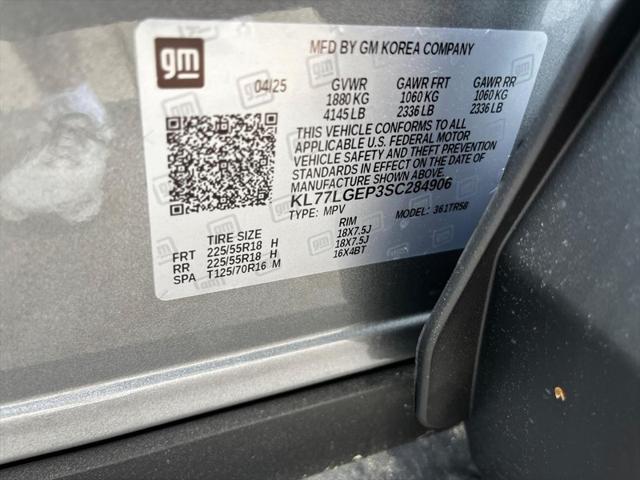 gm
MFD BY GM KOREA COMPANY
04/25 GVWR GAWR FRT GAWR RR
1880 KG 1060 KG 1060 KG
4145 LB 2336 LB 2336 LB
THIS VEHICLE CONFORMS TO ALL
APPLICABLE U.S. FEDERAL MOTOR
VEHICLE SAFETY AND THEFT PREVENTION
STANDARDS IN EFFECT ON THE DATE OF
MANUFACTURE SHOWN ABOVE.
KL77LGEP3SC284906
TYPE: MPV MODEL: 361TR58
TIRE SIZE RIM
FRT 225/55R18 H 18X7.5J
RR 225/55R18 H 18X7.5J
SPA T125/70R16 M 16X4BT